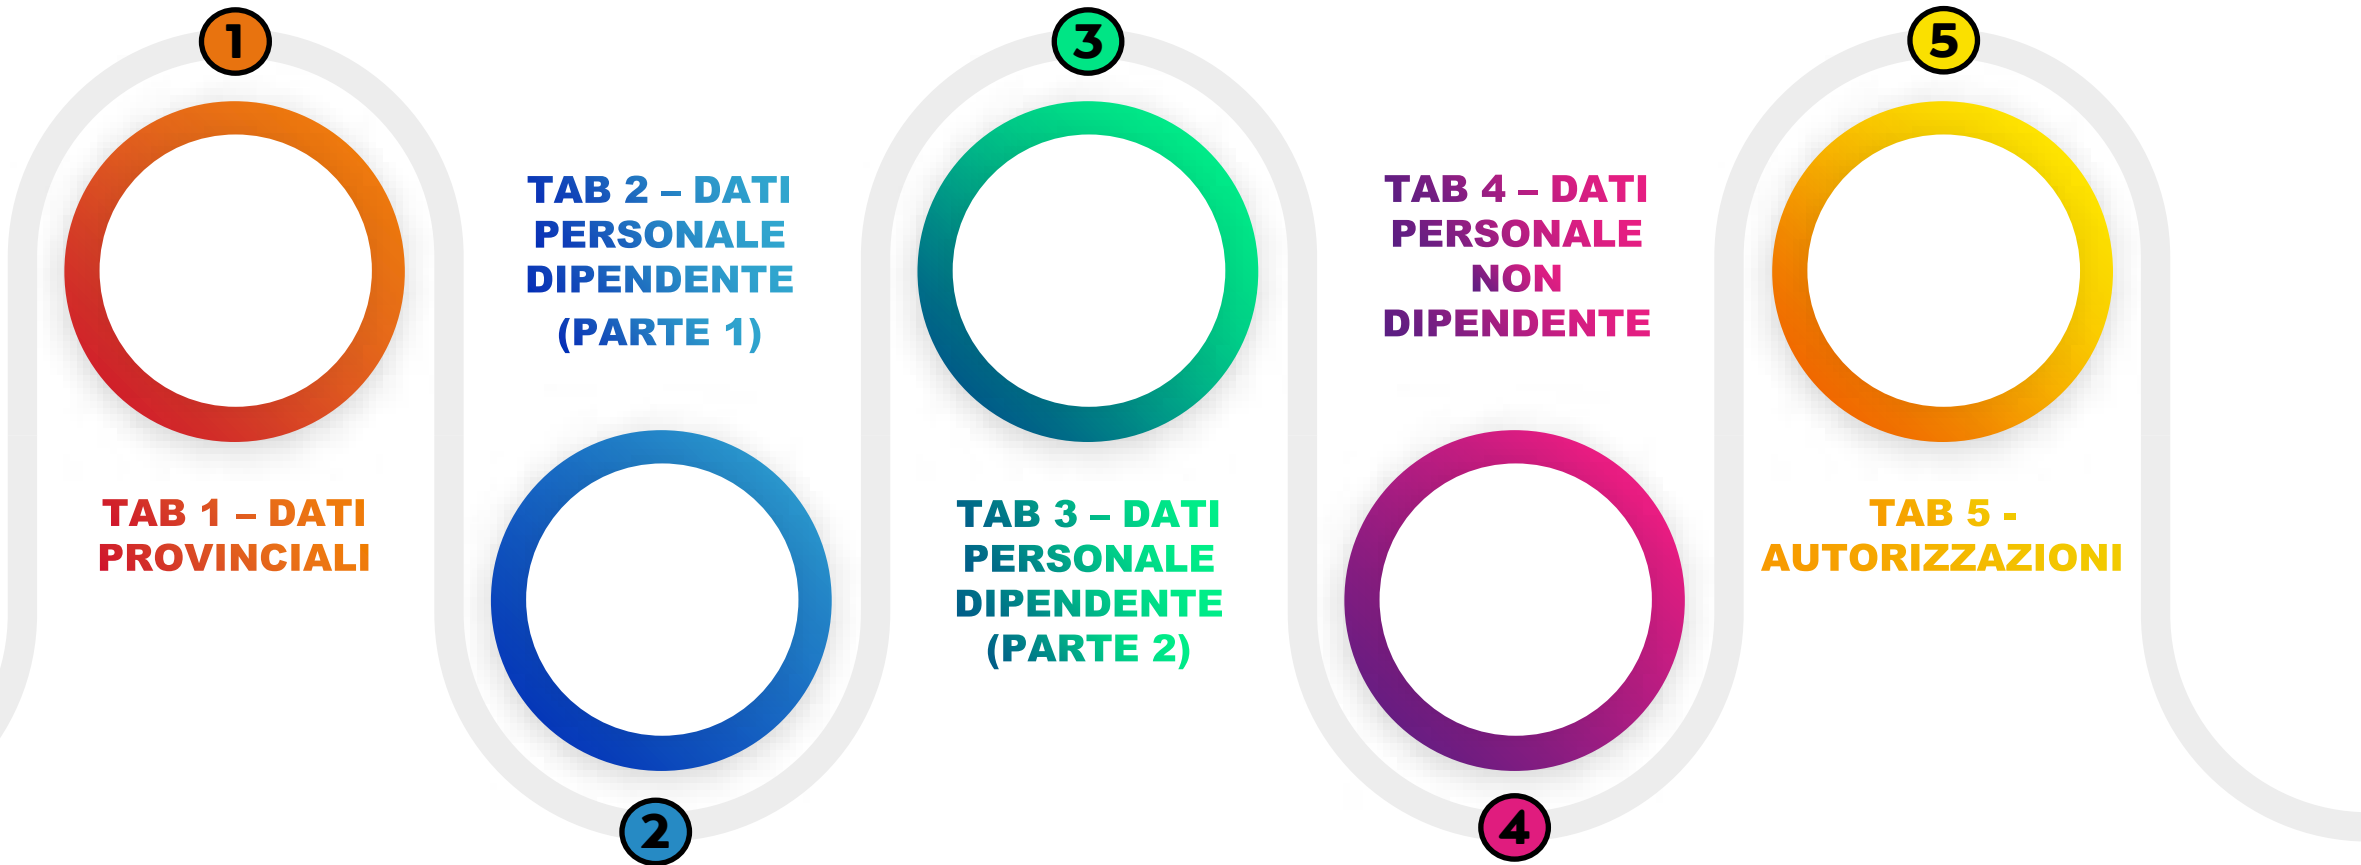 1
TAB 1 – DATI
PROVINCIALI
TAB 2 – DATI
PERSONALE
DIPENDENTE
(PARTE 1)
2
3
TAB 3 – DATI
PERSONALE
DIPENDENTE
(PARTE 2)
TAB 4 – DATI
PERSONALE
NON
DIPENDENTE
4
5
TAB 5 -
AUTORIZZAZIONI